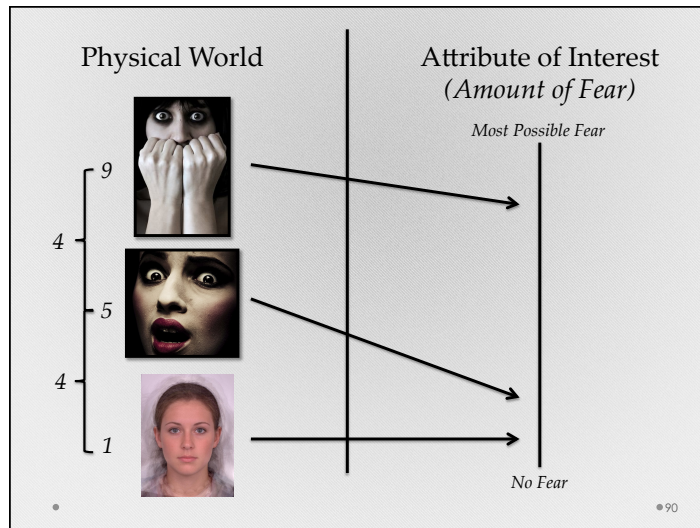 Physical World
Attribute of Interest
(Amount of Fear)
Most Possible Fear
9
4
5
4
1
No Fear
90